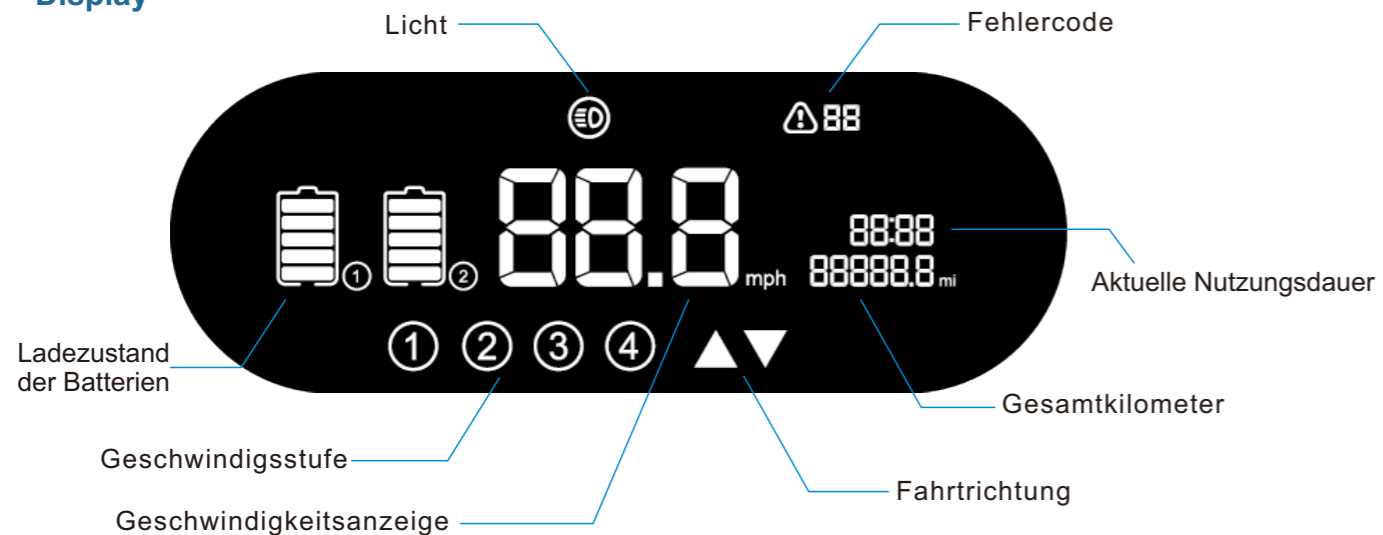 Display
Licht
Fehlercode
88
1
2
88.8 mph
88:88
88888.8 mi
Aktuelle Nutzungsdauer
1 2 3 4
Ladezustand
der Batterien
Gesamtkilometer
Geschwindigsstufe
Fahrtrichtung
Geschwindigkeitsanzeige